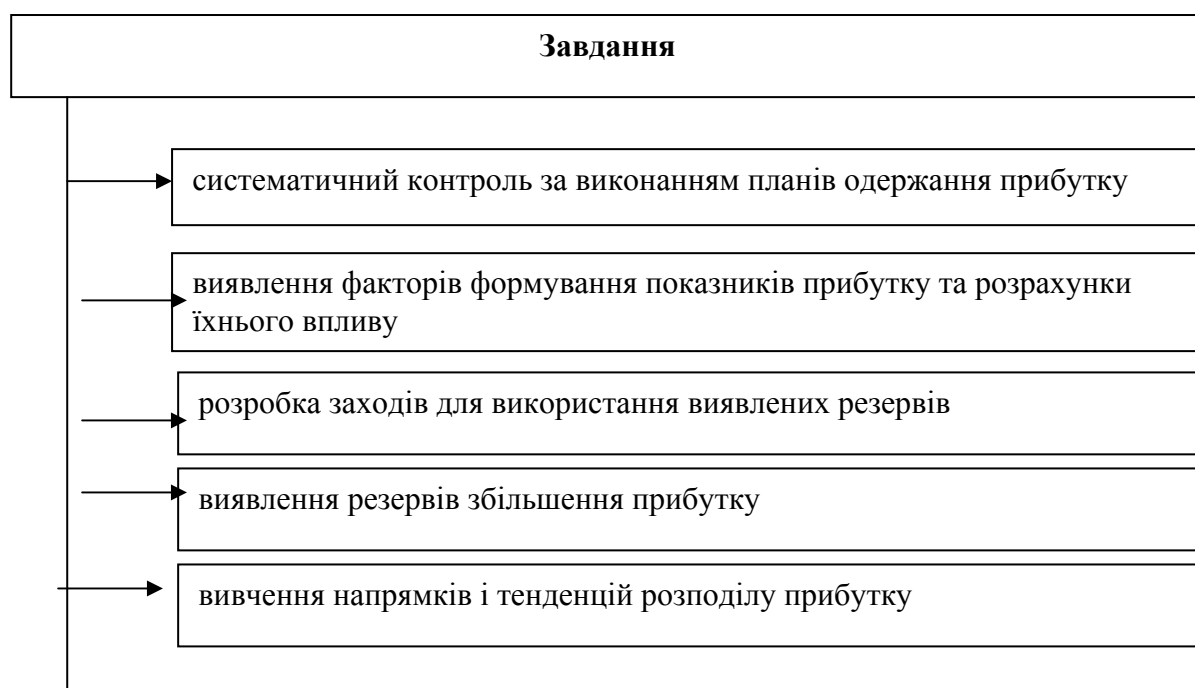 Завдання
систематичний контроль за виконанням планів одержання прибутку
виявлення факторів формування показників прибутку та розрахунки
їхнього впливу
розробка заходів для використання виявлених резервів
виявлення резервів збільшення прибутку
вивчення напрямків і тенденцій розподілу прибутку